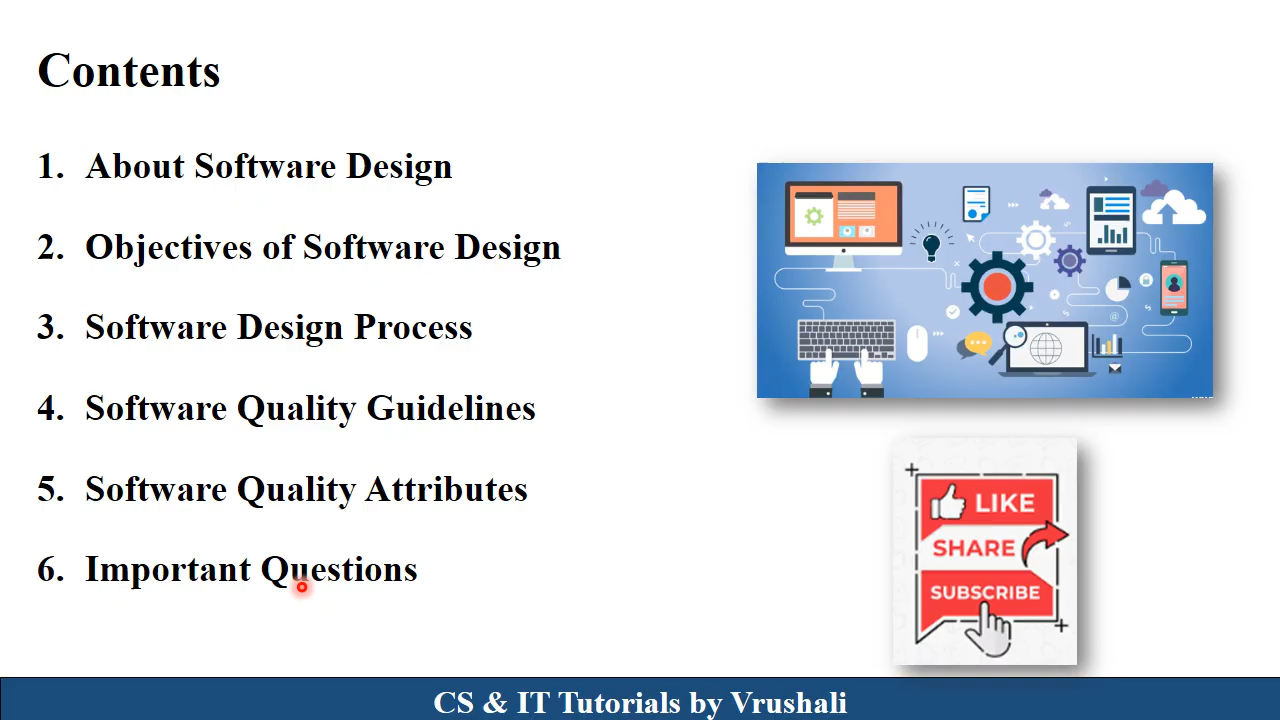 Contents
1. About Software Design
2. Objectives of Software Design
3. Software Design Process
4. Software Quality Guidelines
5. Software Quality Attributes
6. Important Questions
LIKE
SHARE
SUBSCRIBE
CS & IT Tutorials by Vrushali